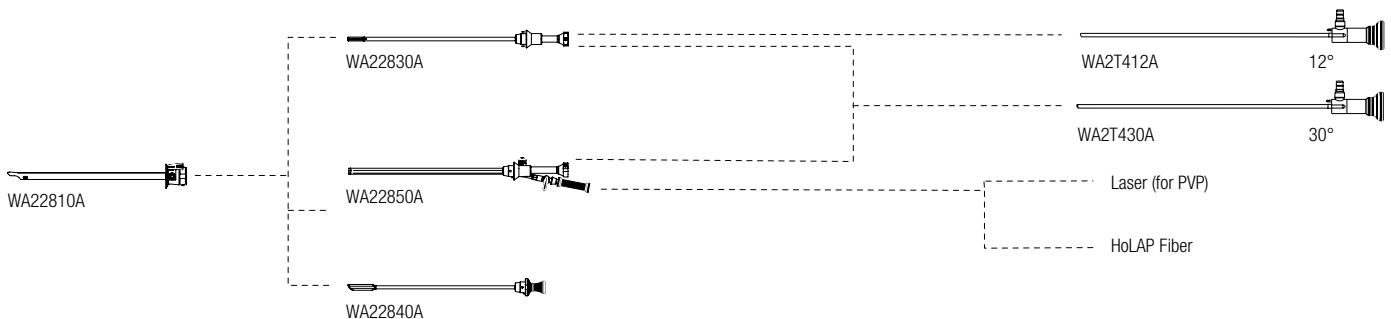 WA22830A
WA2T412A 12°
WA2T430A 30°
WA22810A
WA22850A
Laser (for PVP)
HoLAP Fiber
WA22840A